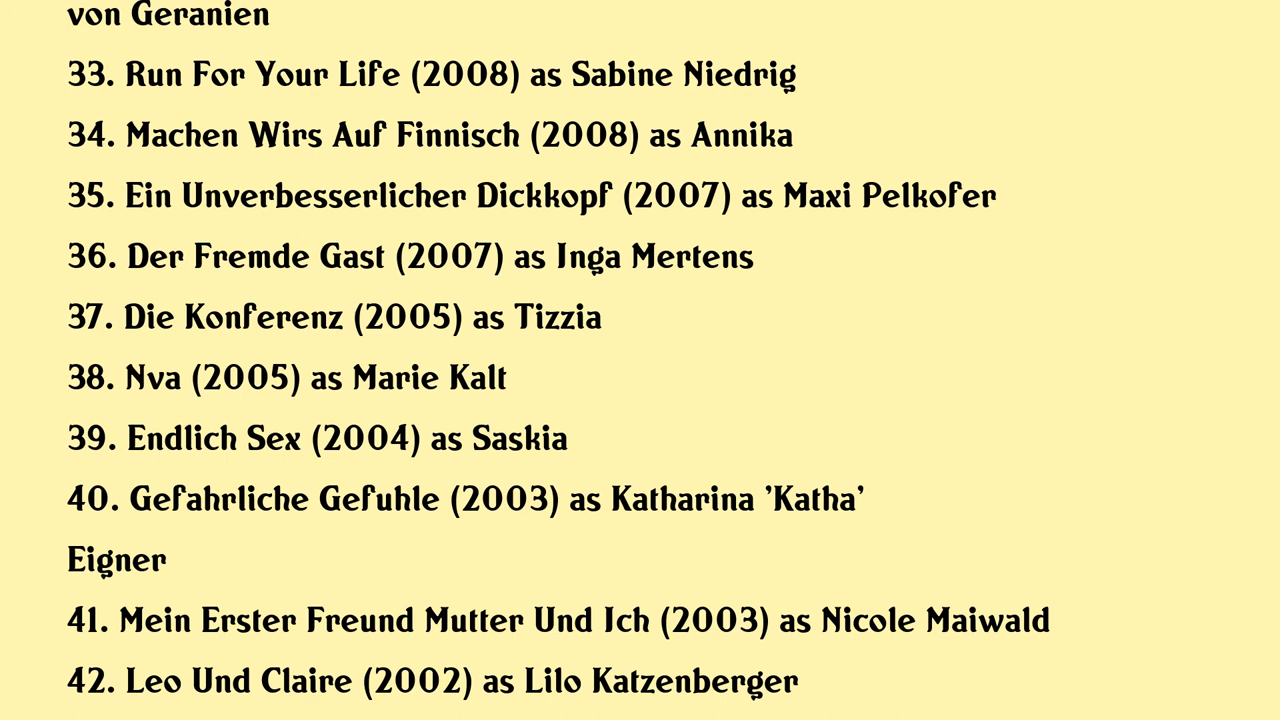 von Geranien
33. Run For Your Life (2008) as Sabine Niedrig
34. Machen Wirs Auf Finnisch (2008) as Annika
35. Ein Unverbesserlicher Dickkopf (2007) as Maxi Pelkofer
36. Der Fremde Gast (2007) as Inga Mertens
37. Die Konferenz (2005) as Tizzia
38. Nva (2005) as Marie Kalt
39. Endlich Sex (2004) as Saskia
40. Gefahrliche Gefuhle (2003) as Katharina 'Katha'
Eigner
41. Mein Erster Freund Mutter Und Ich (2003) as Nicole Maiwald
42. Leo Und Claire (2002) as Lilo Katzenberger